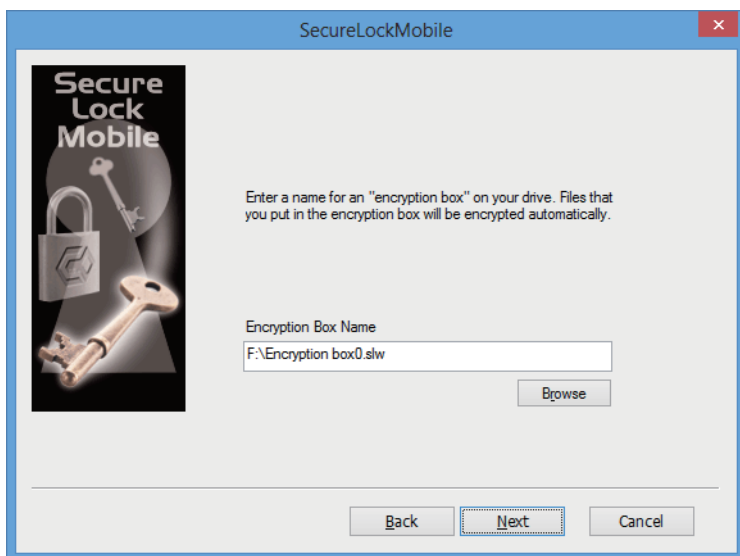 SecureLockMobile
Secure
Lock
Mobile
Enter a name for an "encryption box" on your drive. Files that
you put in the encryption box will be encrypted automatically.
Encryption Box Name
F:\Encryption box0.slw
Browse
Back Next Cancel